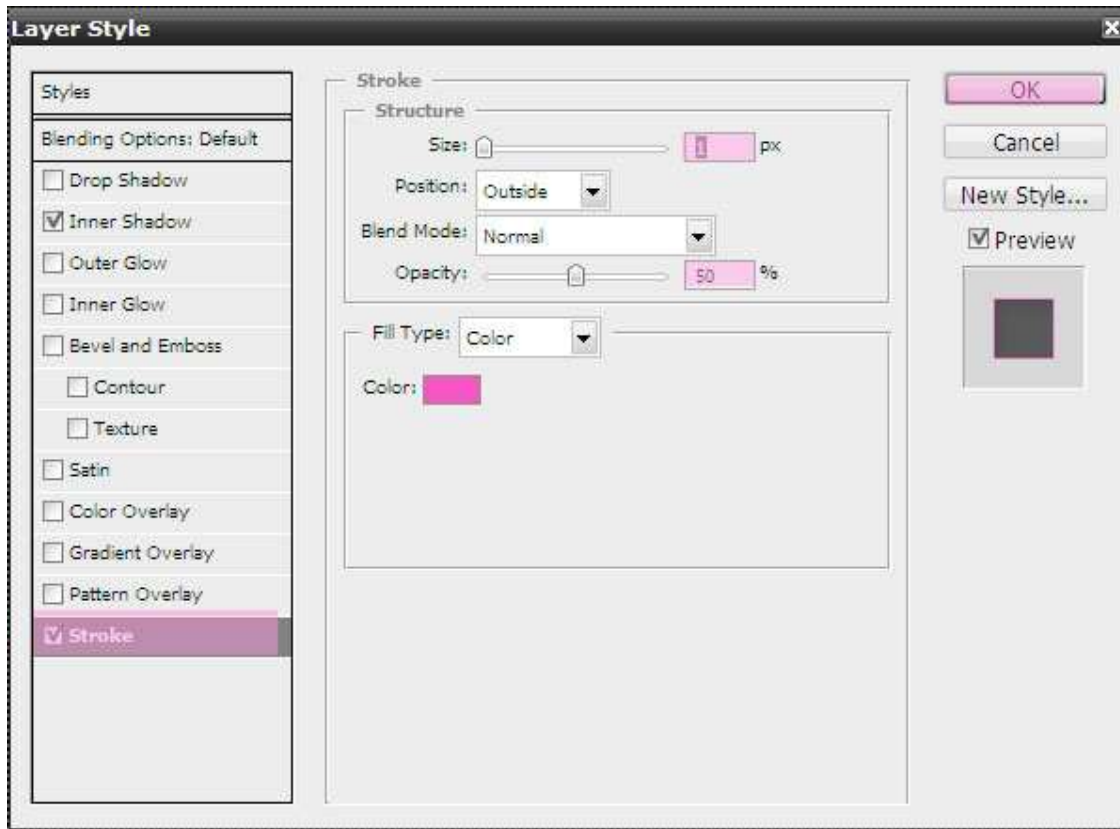 Layer Style
Styles
Blending Options: Default
Drop Shadow
Inner Shadow
Outer Glow
Inner Glow
Bevel and Emboss
Contour
Texture
Satin
Color Overlay
Gradient Overlay
Pattern Overlay
Stroke
Stroke
Structure
Size: 1 px
Position: Outside
Blend Mode: Normal
Opacity: 50 %
Fill Type: Color
Color:
OK
Cancel
New Style...
Preview